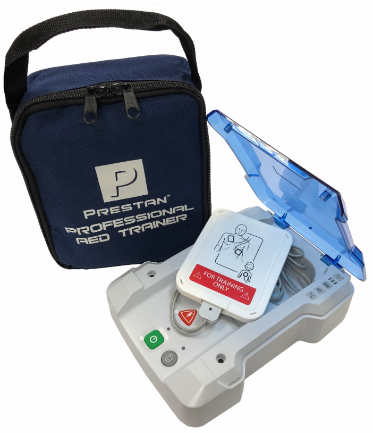 P
PRESTAN®
PROFESSIONAL
AED TRAINER
FOR TRAINING
ONLY